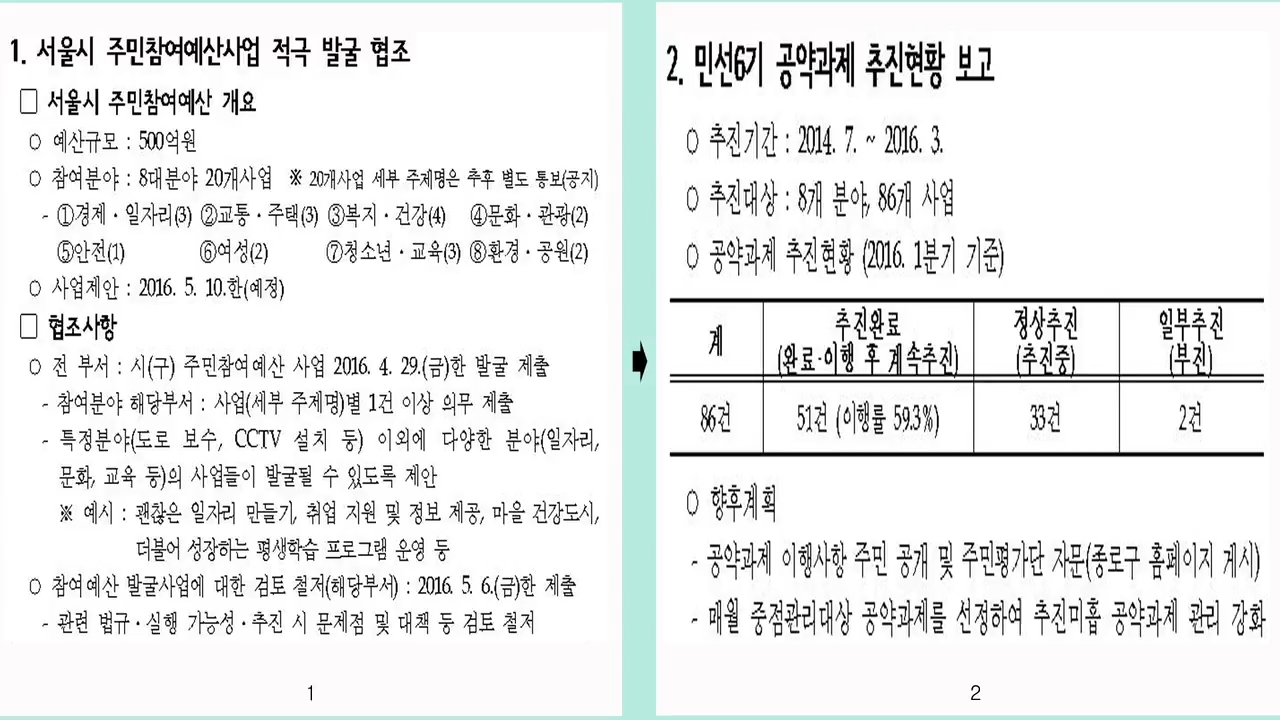 1. 서울시 주민참여예산사업 적극 발굴 협조
□ 서울시 주민참여예산 개요
○ 예산규모 : 500억원
○ 참여분야 : 8대분야 20개사업 ※ 20개사업 세부 주제명은 추후 별도 통보(공지)
- ①경제·일자리(3) ②교통·주택(3) ③복지·건강(4) ④문화·관광(2)
⑤안전(1) ⑥여성(2) ⑦청소년·교육(3) ⑧환경·공원(2)
○ 사업제안 : 2016. 5. 10.한(예정)
□ 협조사항
○ 전 부서 : 시(구) 주민참여예산 사업 2016. 4. 29.(금)한 발굴 제출
- 참여분야 해당부서 : 사업(세부 주제명)별 1건 이상 의무 제출
- 특정분야(도로 보수, CCTV 설치 등) 이외에 다양한 분야(일자리,
문화, 교육 등)의 사업들이 발굴될 수 있도록 제안
※ 예시 : 괜찮은 일자리 만들기, 취업 지원 및 정보 제공, 마을 건강도시,
더불어 성장하는 평생학습 프로그램 운영 등
○ 참여예산 발굴사업에 대한 검토 철저(해당부서) : 2016. 5. 6.(금)한 제출
- 관련 법규·실행 가능성·추진 시 문제점 및 대책 등 검토 철저
1
2. 민선6기 공약과제 추진현황 보고
○ 추진기간 : 2014. 7. ~ 2016. 3.
○ 추진대상 : 8개 분야, 86개 사업
○ 공약과제 추진현황 (2016. 1분기 기준)
계 추진완료 정상추진 일부추진
(완료·이행 후 계속추진) (추진중) (부진)
86건 51건 (이행률 59.3%) 33건 2건
○ 향후계획
- 공약과제 이행사항 주민 공개 및 주민평가단 자문(종로구 홈페이지 게시)
- 매월 중점관리대상 공약과제를 선정하여 추진미흡 공약과제 관리 강화
2